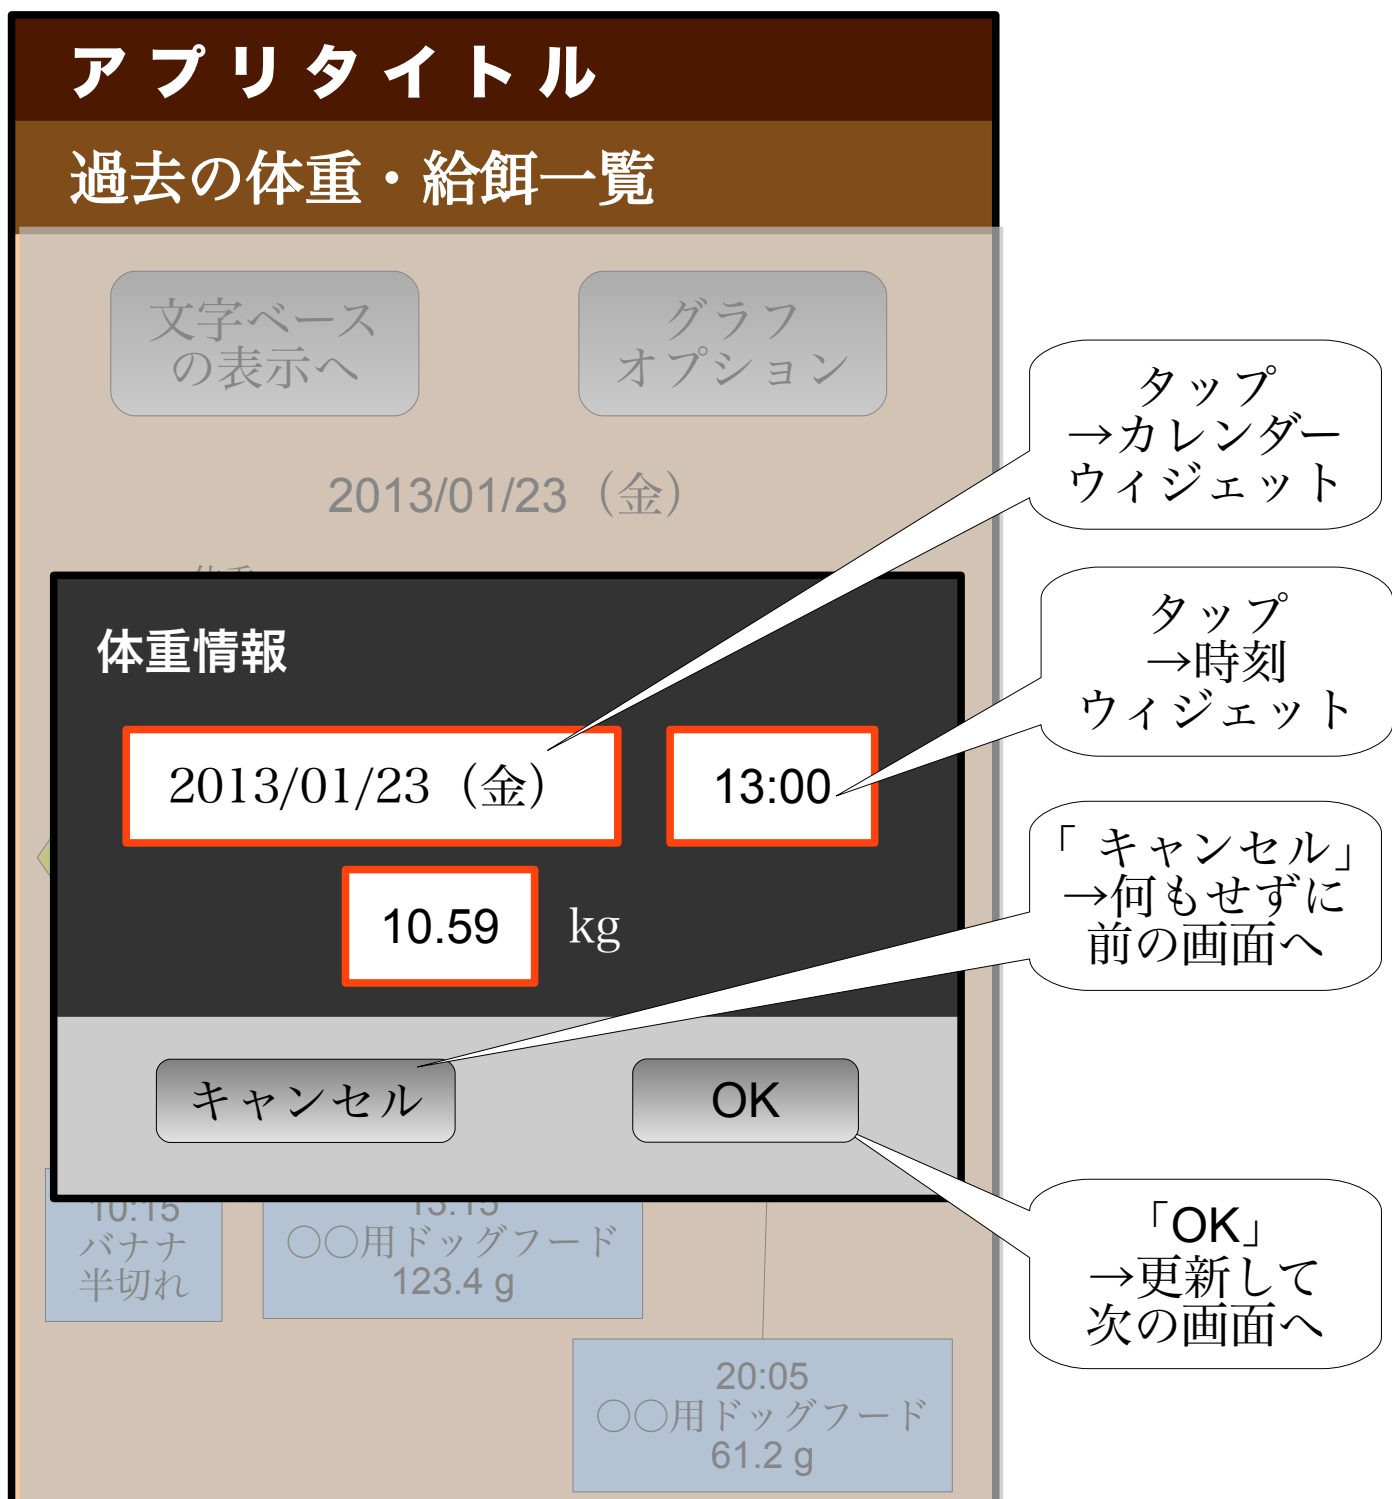 アプリタイトル
過去の体重・給餌一覧
文字ベース
の表示へ
グラフ
オプション
2013/01/23（金）
体重情報
2013/01/23（金）
13:00
10.59
kg
キャンセル
OK
10:15
バナナ
半切れ
13:15
〇〇用ドッグフード
123.4 g
20:05
〇〇用ドッグフード
61.2 g
タップ
→カレンダー
ウィジェット
タップ
→時刻
ウィジェット
「 キャンセル」
→何もせずに
前の画面へ
「OK」
→更新して
次の画面へ